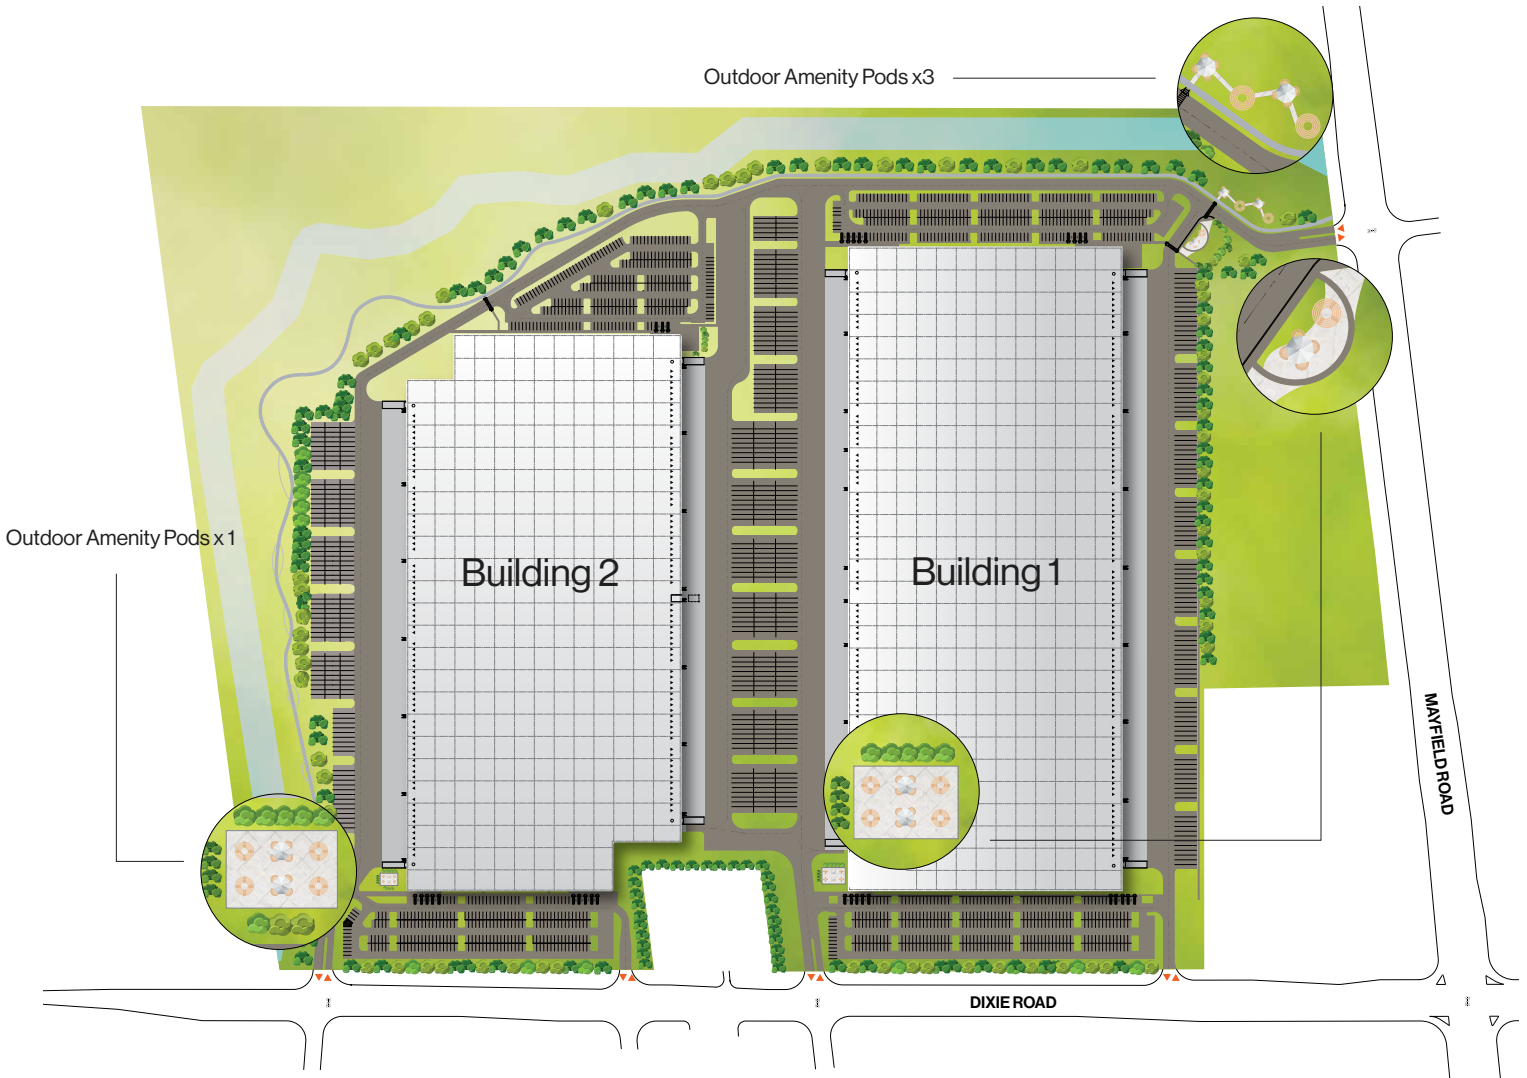 Outdoor Amenity Pods x3
Outdoor Amenity Pods x 1
Building 2
Building 1
MAYFIELD ROAD
DIXIE ROAD